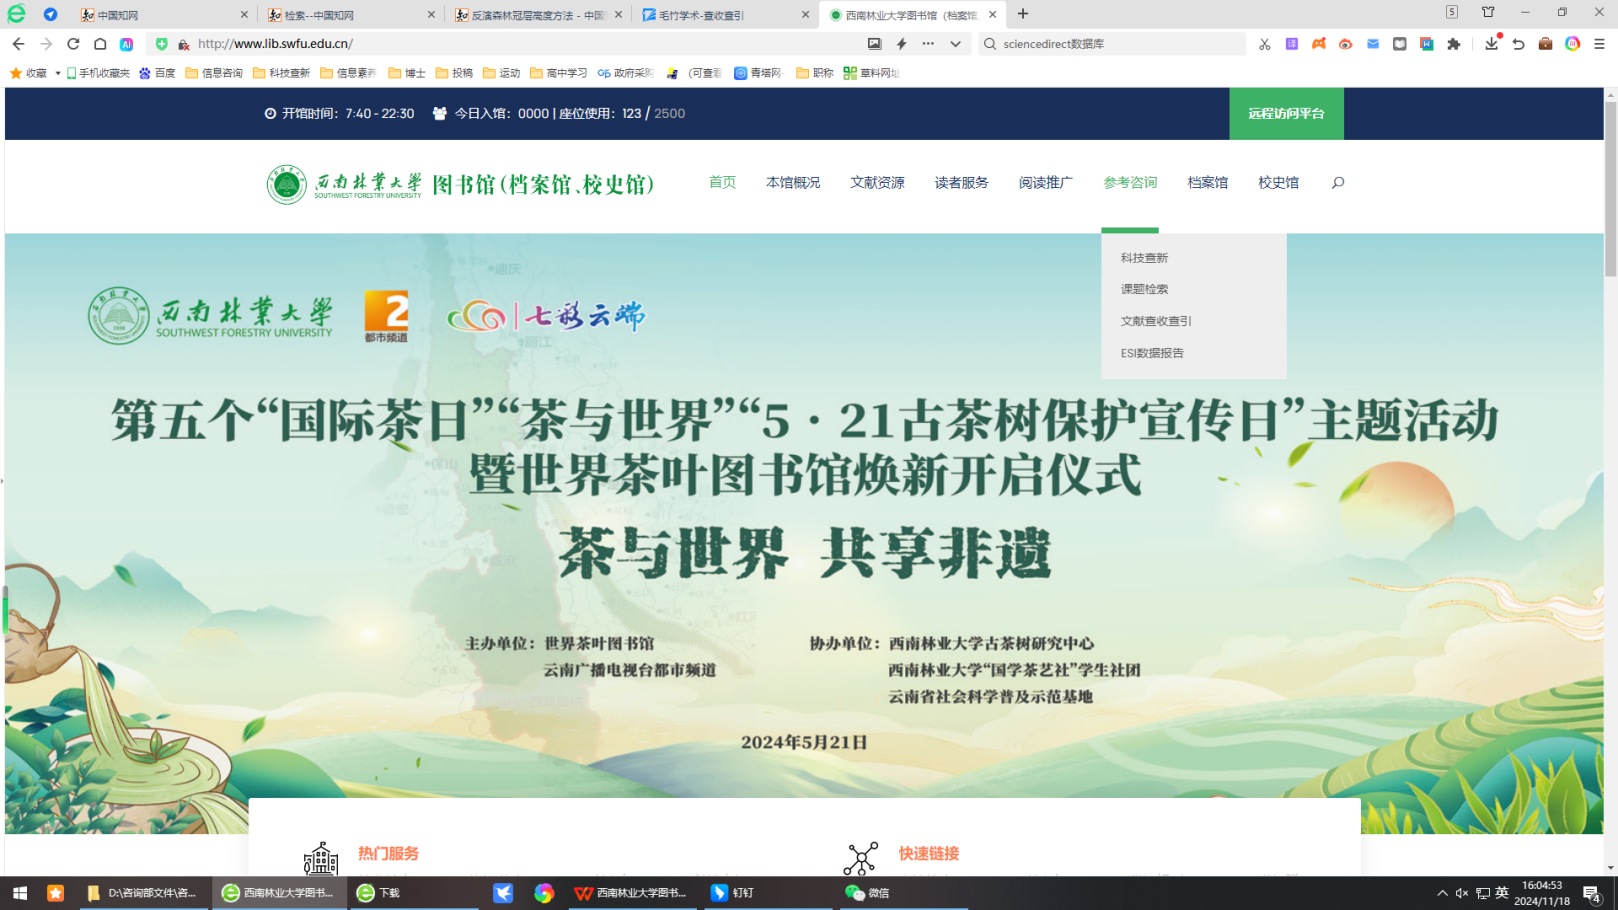 中国知网
检索--中国知网
反演森林冠层高度方法 - 中国
毛竹学术-查收查引
西南林业大学图书馆（档案馆
5
http://www.lib.swfu.edu.cn/
sciencedirect数据库
收藏
手机收藏夹
百度
信息咨询
科技查新
信息素养
博士
投稿
运动
高中学习
政府采购
(可查看
青塔网-
职称
草料网址
开馆时间：7:40 - 22:30
今日入馆：0000 | 座位使用：123 / 2500
远程访问平台
西南林业大学
SOUTHWEST FORESTRY UNIVERSITY
图书馆(档案馆、校史馆)
首页
本馆概况
文献资源
读者服务
阅读推广
参考咨询
档案馆
校史馆
科技查新
课题检索
文献查收查引
ESI数据报告
西南林业大学
SOUTHWEST FORESTRY UNIVERSITY
2
都市频道
七彩云端
第五个“国际茶日”“茶与世界”“5·21古茶树保护宣传日”主题活动
暨世界茶叶图书馆焕新开启仪式
茶与世界 共享非遗
主办单位：世界茶叶图书馆
云南广播电视台都市频道
协办单位：西南林业大学古茶树研究中心
西南林业大学“国学茶艺社”学生社团
云南省社会科学普及示范基地
2024年5月21日
热门服务
快速链接
D:\咨询部文件\咨...
西南林业大学图书...
下载
西南林业大学图书...
钉钉
微信
英
16:04:53
2024/11/18
4